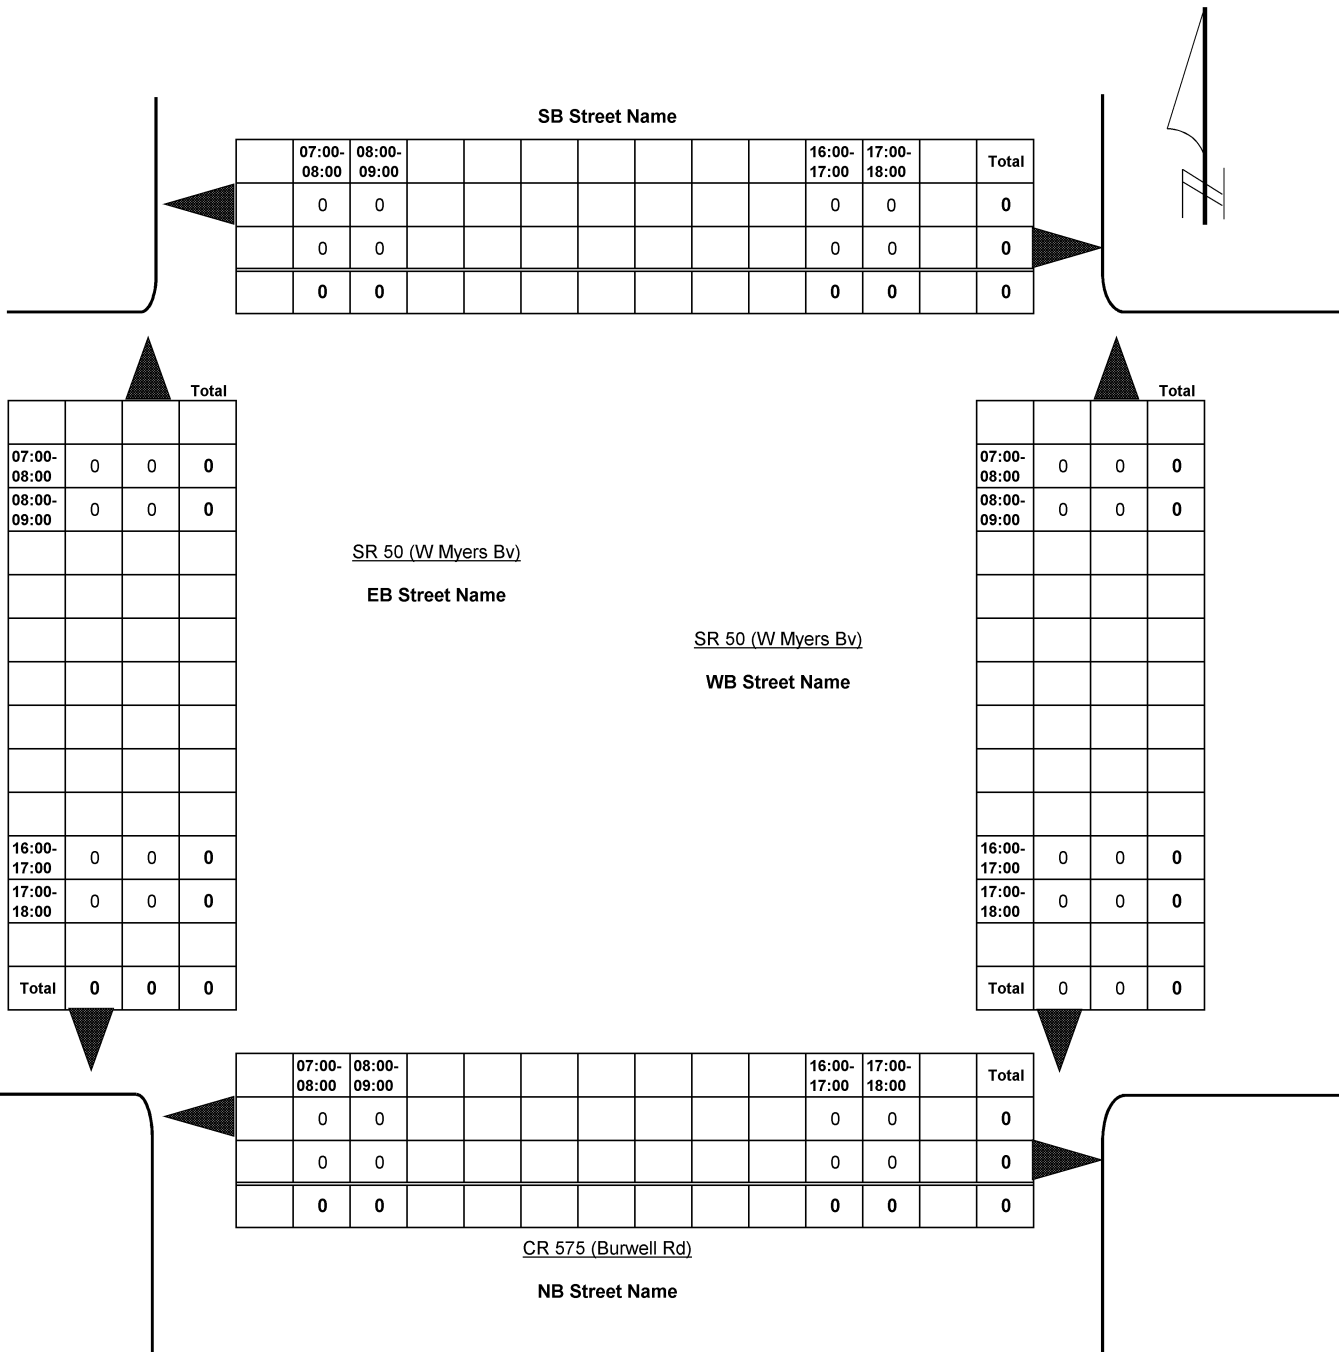 SB Street Name
07:00-08:00 08:00-09:00 16:00-17:00 17:00-18:00 Total
0 0 0 0 0
0 0 0 0 0
0 0 0 0 0
N
Total
07:00-08:00 0 0 0
08:00-09:00 0 0 0
16:00-17:00 0 0 0
17:00-18:00 0 0 0
Total 0 0 0
SR 50 (W Myers Bv)
EB Street Name
SR 50 (W Myers Bv)
WB Street Name
Total
07:00-08:00 0 0 0
08:00-09:00 0 0 0
16:00-17:00 0 0 0
17:00-18:00 0 0 0
Total 0 0 0
07:00-08:00 08:00-09:00 16:00-17:00 17:00-18:00 Total
0 0 0 0 0
0 0 0 0 0
0 0 0 0 0
CR 575 (Burwell Rd)
NB Street Name